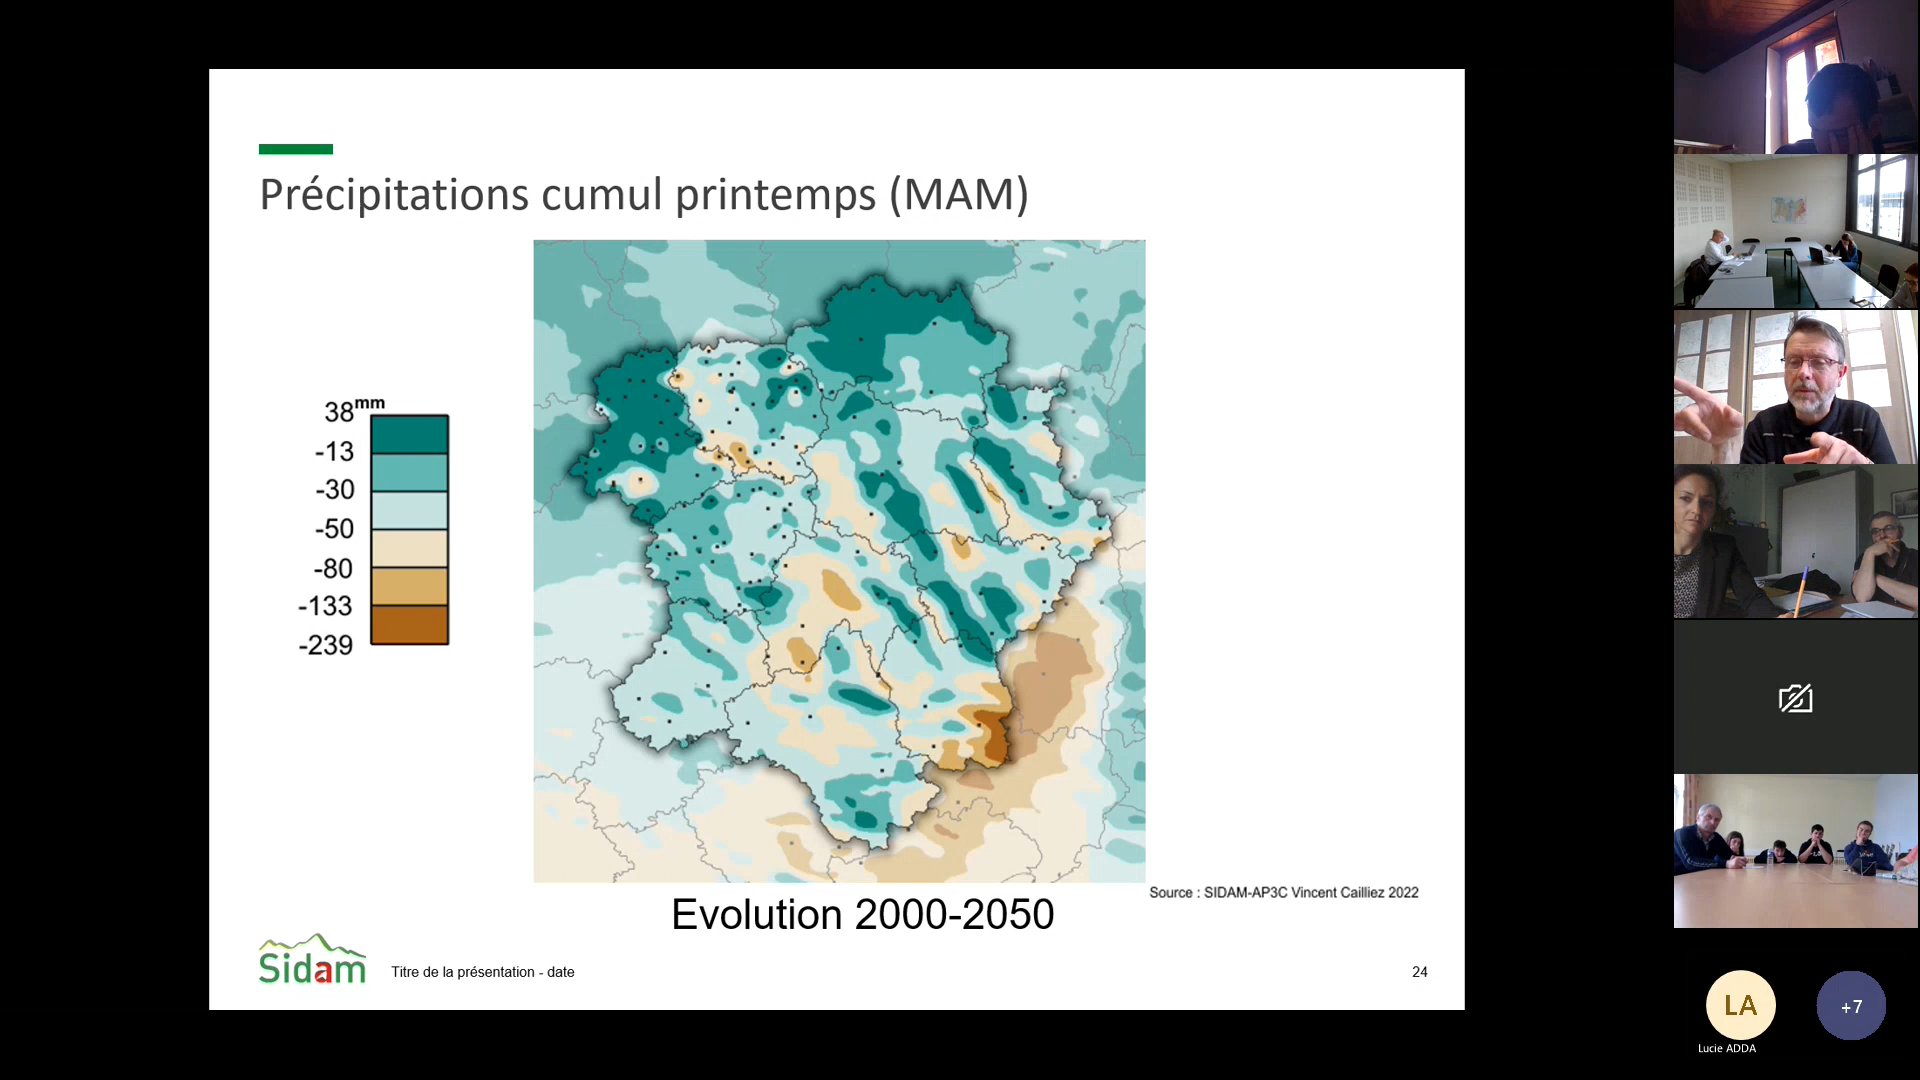 Précipitations cumul printemps (MAM)
38mm
-13
-30
-50
-80
-133
-239
Source : SIDAM-AP3C Vincent Cailliez 2022
Evolution 2000-2050
Sidam
Titre de la présentation - date
24
LA
+7
Lucie ADDA